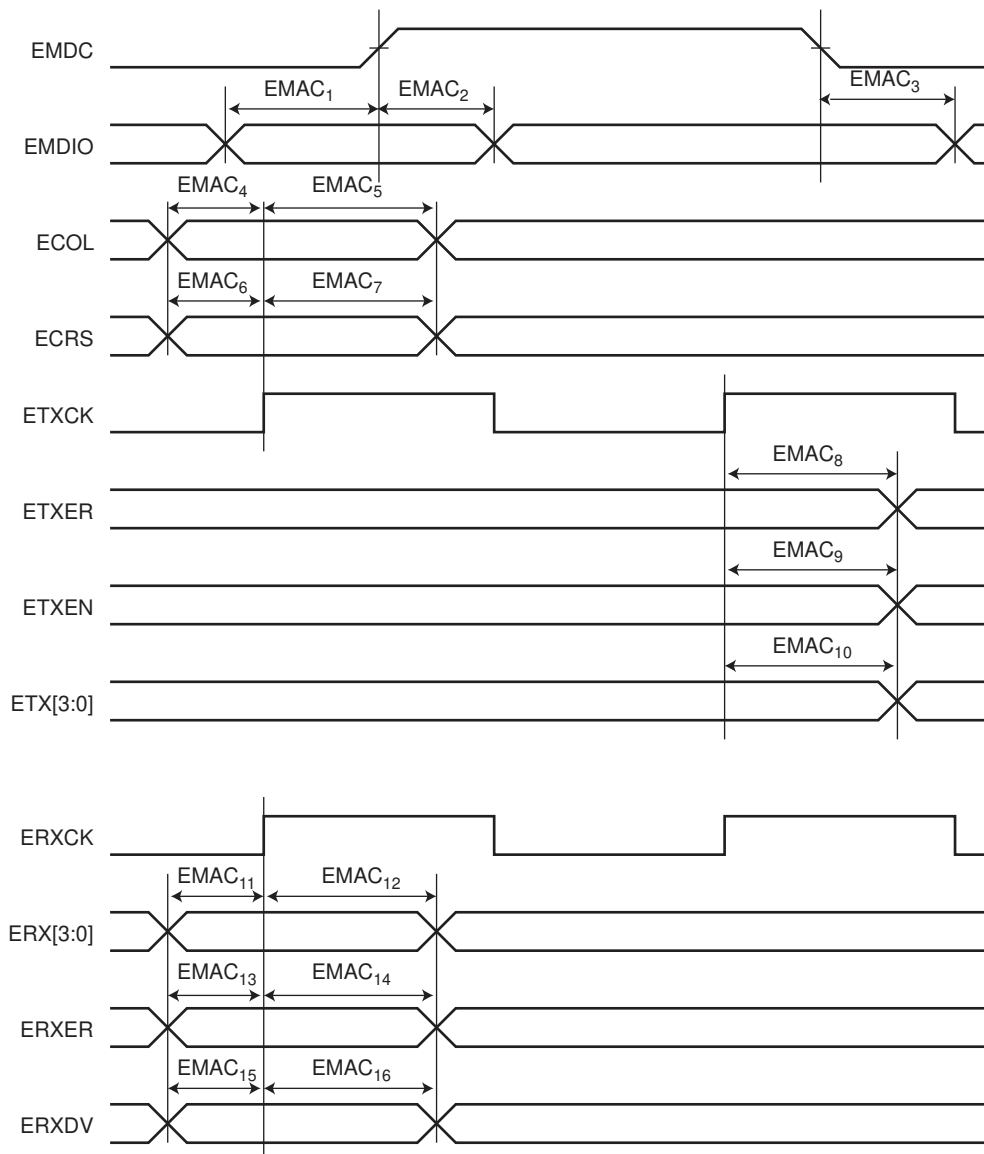 EMDC
EMAC1 EMAC2 EMAC3
EMDIO
EMAC4 EMAC5
ECOL
EMAC6 EMAC7
ECRS
ETXCK
EMAC8
ETXER
EMAC9
ETXEN
EMAC10
ETX[3:0]
ERXCK
EMAC11 EMAC12
ERX[3:0]
EMAC13 EMAC14
ERXER
EMAC15 EMAC16
ERXDV